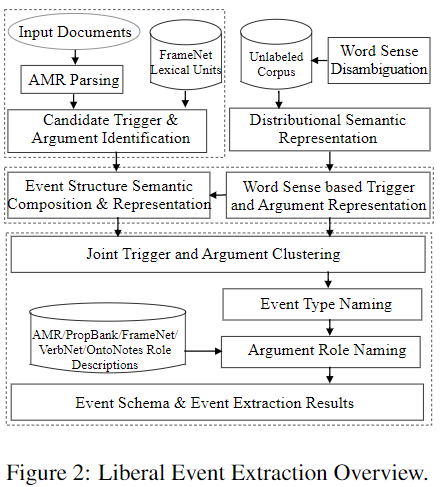 Input Documents
AMR Parsing
FrameNet
Lexical Units
Candidate Trigger &
Argument Identification
Unlabeled
Corpus
Word Sense
Disambiguation
Distributional Semantic
Representation
Event Structure Semantic
Composition & Representation
Word Sense based Trigger
and Argument Representation
Joint Trigger and Argument Clustering
Event Type Naming
AMR/PropBank/FrameNet/
VerbNet/OntoNotes Role
Descriptions
Argument Role Naming
Event Schema & Event Extraction Results
Figure 2: Liberal Event Extraction Overview.